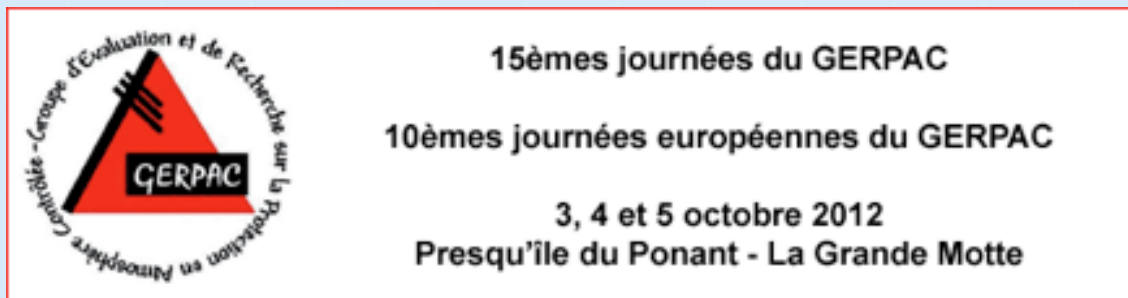 Groupe d'Evaluation et de Recherche sur la Protection en Atmosphère Contrôlée -
GERPAC
15èmes journées du GERPAC
10èmes journées européennes du GERPAC
3, 4 et 5 octobre 2012
Presqu'île du Ponant - La Grande Motte